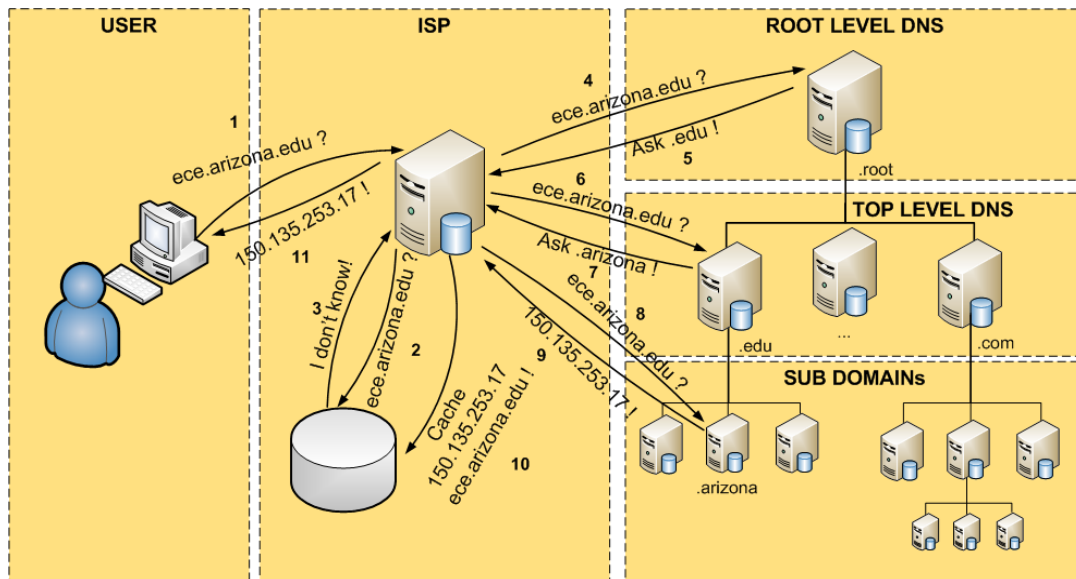 USER
ISP
ROOT LEVEL DNS
1
ece.arizona.edu ?
4
ece.arizona.edu ?
Ask .edu !
5
.root
6
ece.arizona.edu ?
TOP LEVEL DNS
Ask .arizona !
7
150.135.253.17 !
11
3
I don't know!
ece.arizona.edu ?
2
8
ece.arizona.edu ?
150.135.253.17 !
9
.edu
...
.com
Cache
150.135.253.17
ece.arizona.edu !
10
SUB DOMAINs
.arizona